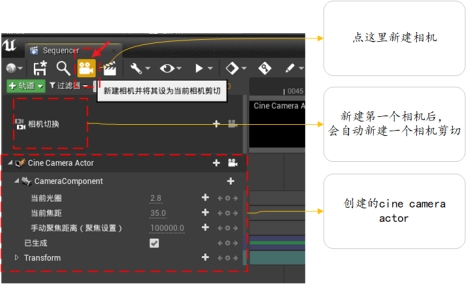 Sequencer
点这里新建相机
+轨道
过滤器
新建相机并将其设为当前相机剪切
0045
Cine Camera A
相机切换
新建第一个相机后，
会自动新建一个相机剪切
Cine Camera Actor
CameraComponent
当前光圈 2.8
当前焦距 35.0
手动聚焦距离（聚焦设置） 100000.0
已生成
Transform
创建的cine camera
actor